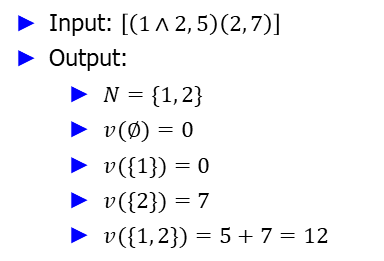 ▶ Input: [(1 ∧ 2, 5)(2, 7)]
▶ Output:
▶ N = {1, 2}
▶ v(∅) = 0
▶ v({1}) = 0
▶ v({2}) = 7
▶ v({1, 2}) = 5 + 7 = 12